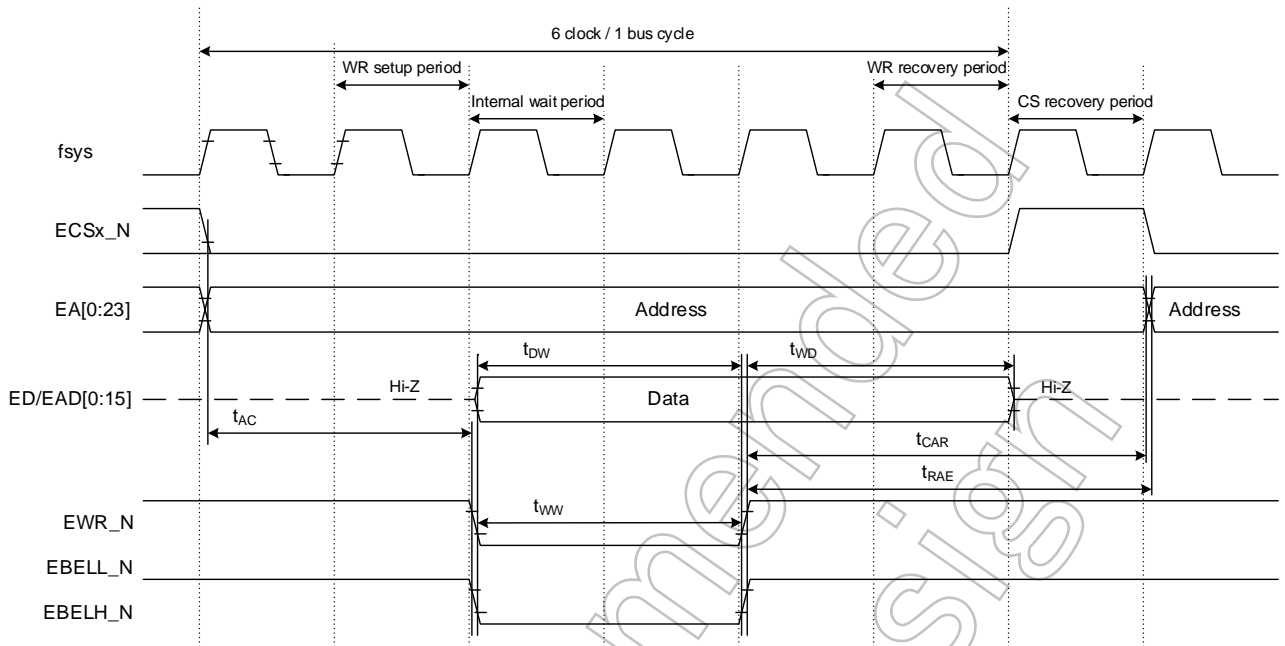 6 clock / 1 bus cycle
WR setup period
WR recovery period
Internal wait period
CS recovery period
fsys
ECSx_N
EA[0:23]
Address
Address
tDW
tWD
Hi-Z
Hi-Z
ED/EAD[0:15]
Data
tAC
tCAR
tRAE
tWW
EWR_N
EBELL_N
EBELH_N
mended
sign